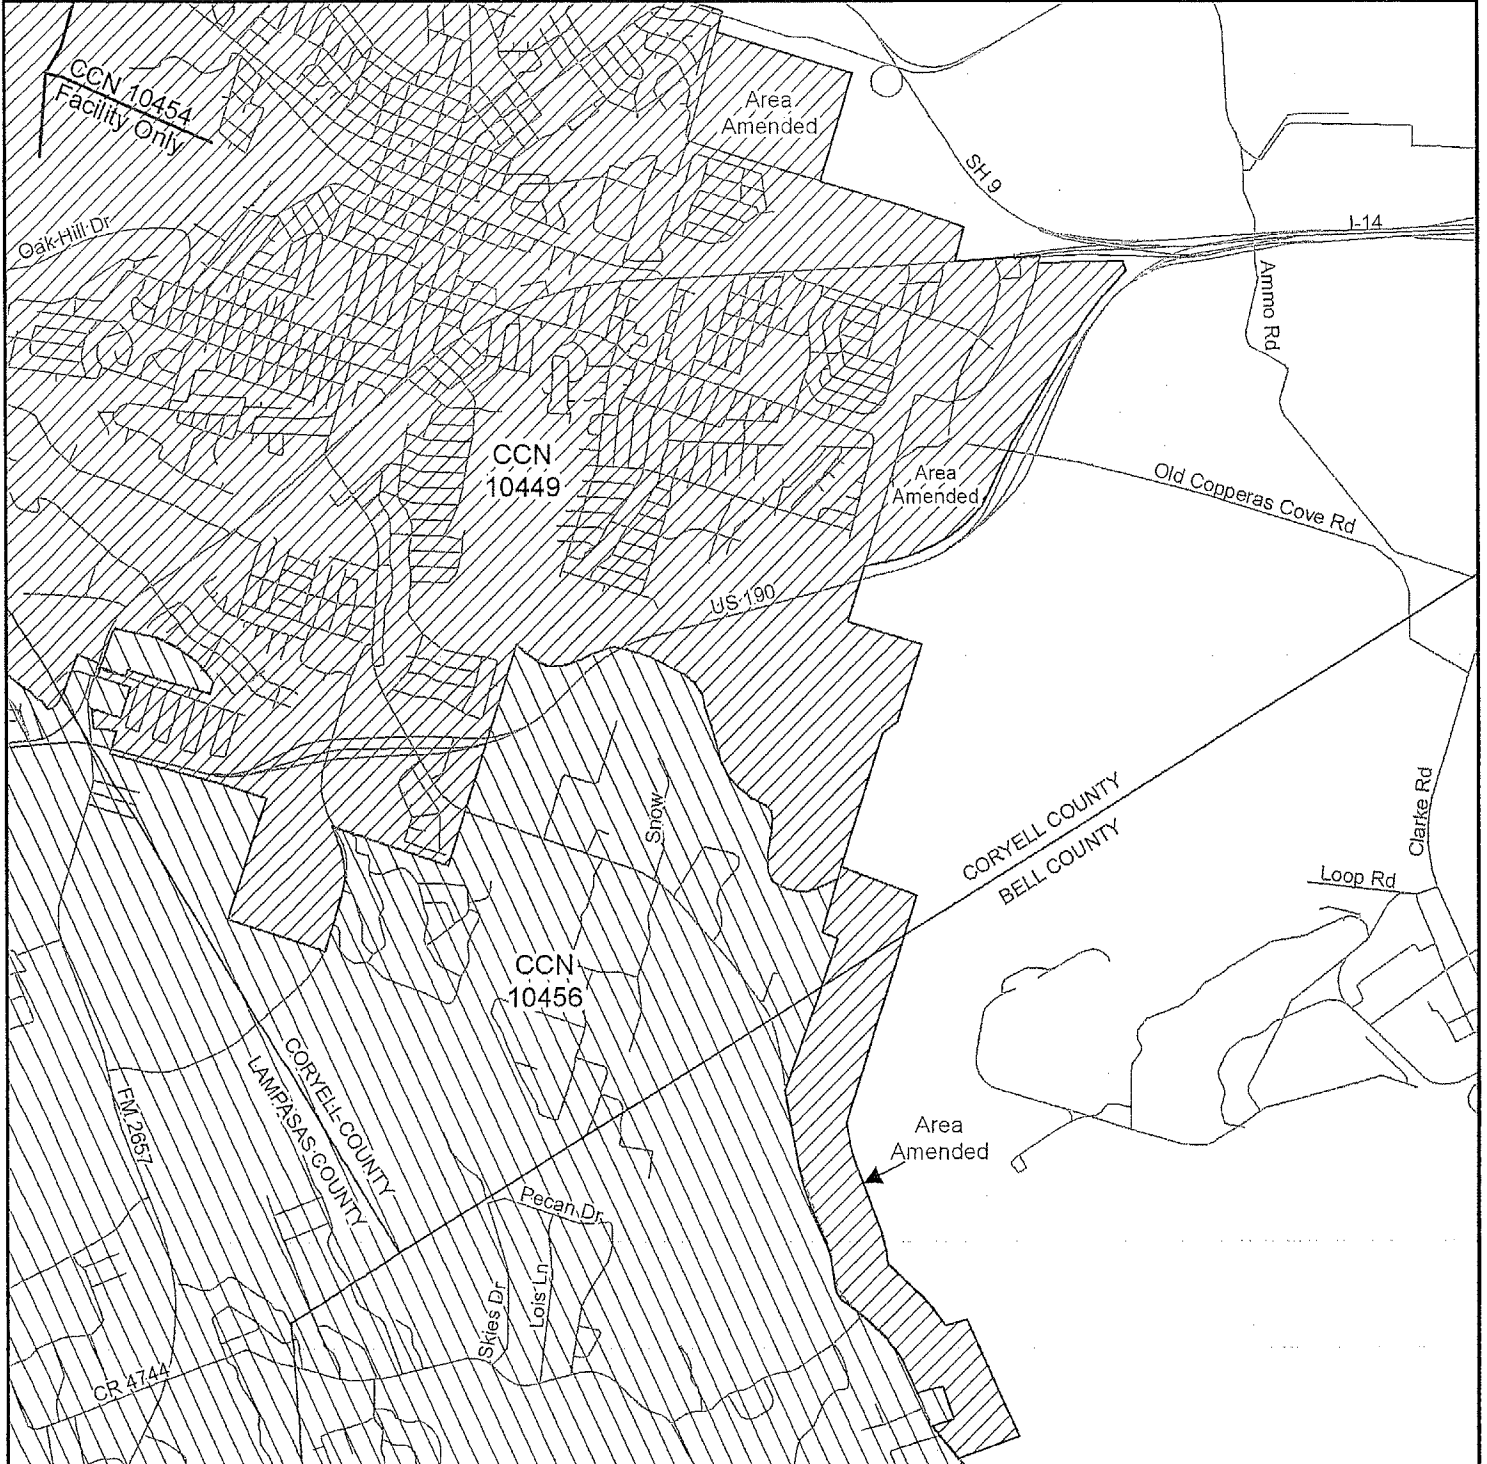 CCN 10454
Facility Only
Area
Amended
SH 9
I-14
Oak Hill Dr
Ammo Rd
CCN
10449
Area
Amended
Old Copperas Cove Rd
US 190
Snow
CORYELL COUNTY
BELL COUNTY
Clarke Rd
Loop Rd
CCN
10456
CORYELL COUNTY
LAMPASAS COUNTY
FM 2657
Area
Amended
Pecan Dr
Skies Dr
Lois Ln
CR 4744